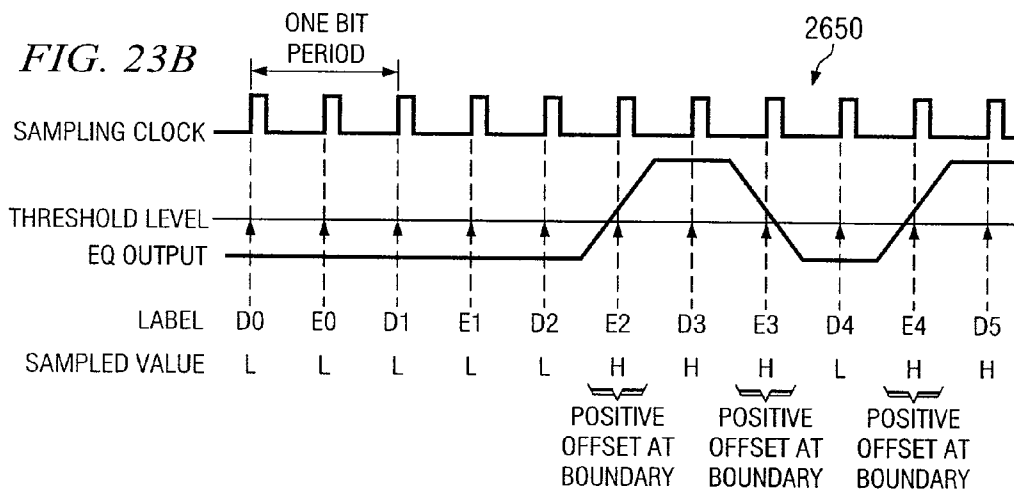 FIG. 23B
ONE BIT
PERIOD
2650
SAMPLING CLOCK
THRESHOLD LEVEL
EQ OUTPUT
LABEL D0 E0 D1 E1 D2 E2 D3 E3 D4 E4 D5
SAMPLED VALUE L L L L L H H H L H H
POSITIVE OFFSET AT BOUNDARY
POSITIVE OFFSET AT BOUNDARY
POSITIVE OFFSET AT BOUNDARY